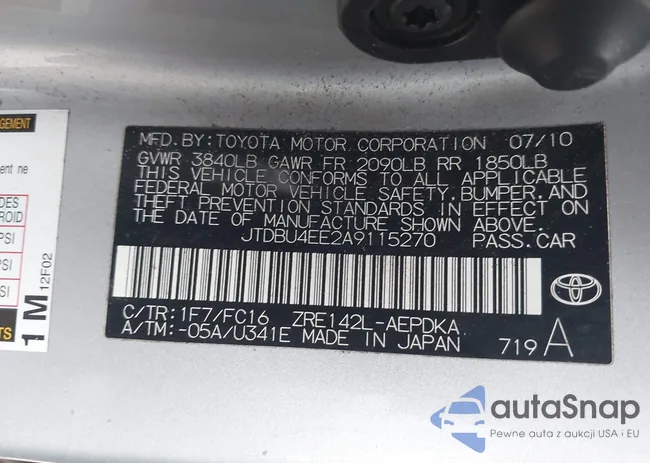 MFD.BY:TOYOTA MOTOR CORPORATION 07/10
GVWR 3840LB GAWR FR 2090LB RR 1850LB
THIS VEHICLE CONFORMS TO ALL APPLICABLE
FEDERAL MOTOR VEHICLE SAFETY, BUMPER, AND
THEFT PREVENTION STANDARDS IN EFFECT ON
THE DATE OF MANUFACTURE SHOWN ABOVE.
JTDBU4EE2A9115270 PASS.CAR
C/TR:1F7/FC16 ZRE142L-AEPDKA
A/TM:-05A/U341E MADE IN JAPAN 719 A
1 M 12F02
PSI
PSI
autaSnap
Pewne auta z aukcji USA i EU